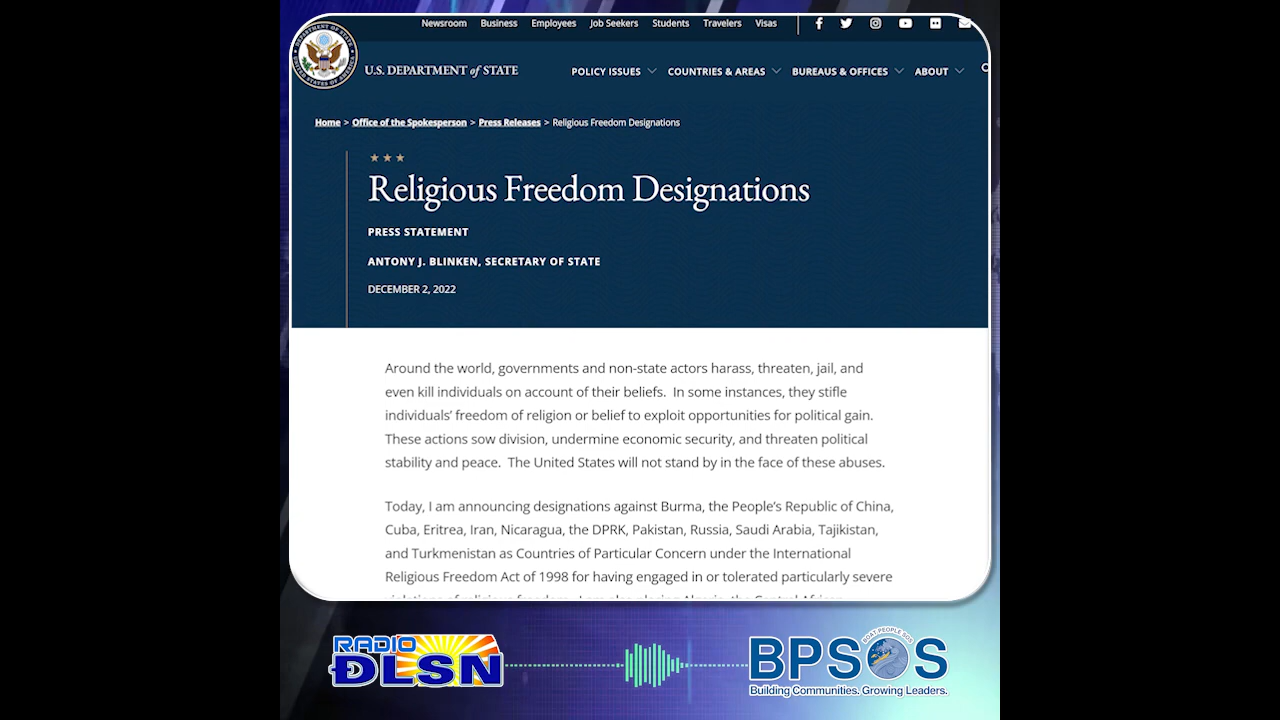 Newsroom Business Employees Job Seekers Students Travelers Visas
U.S. DEPARTMENT of STATE POLICY ISSUES COUNTRIES & AREAS BUREAUS & OFFICES ABOUT
Home > Office of the Spokesperson > Press Releases > Religious Freedom Designations
Religious Freedom Designations
PRESS STATEMENT
ANTONY J. BLINKEN, SECRETARY OF STATE
DECEMBER 2, 2022
Around the world, governments and non-state actors harass, threaten, jail, and
even kill individuals on account of their beliefs.  In some instances, they stifle
individuals’ freedom of religion or belief to exploit opportunities for political gain.
These actions sow division, undermine economic security, and threaten political
stability and peace.  The United States will not stand by in the face of these abuses.
Today, I am announcing designations against Burma, the People’s Republic of China,
Cuba, Eritrea, Iran, Nicaragua, the DPRK, Pakistan, Russia, Saudi Arabia, Tajikistan,
and Turkmenistan as Countries of Particular Concern under the International
Religious Freedom Act of 1998 for having engaged in or tolerated particularly severe
RADIO
ĐLSN
BOAT PEOPLE SOS
BPSOS
Building Communities. Growing Leaders.